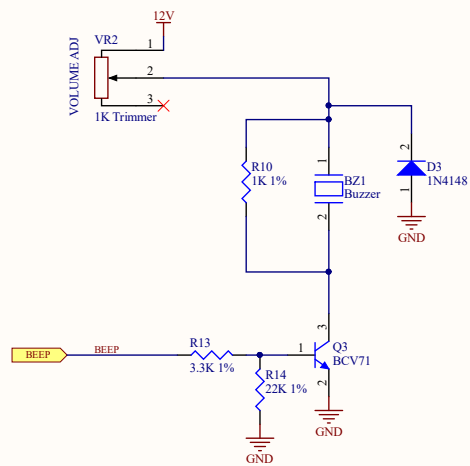 12V
VR2
1
2
3
VOLUME ADJ
1K Trimmer
R10
1K 1%
1
BZ1
Buzzer
2
2
D3
1N4148
1
GND
3
Q3
BCV71
1
2
BEEP
BEEP
R13
3.3K 1%
R14
22K 1%
GND
GND